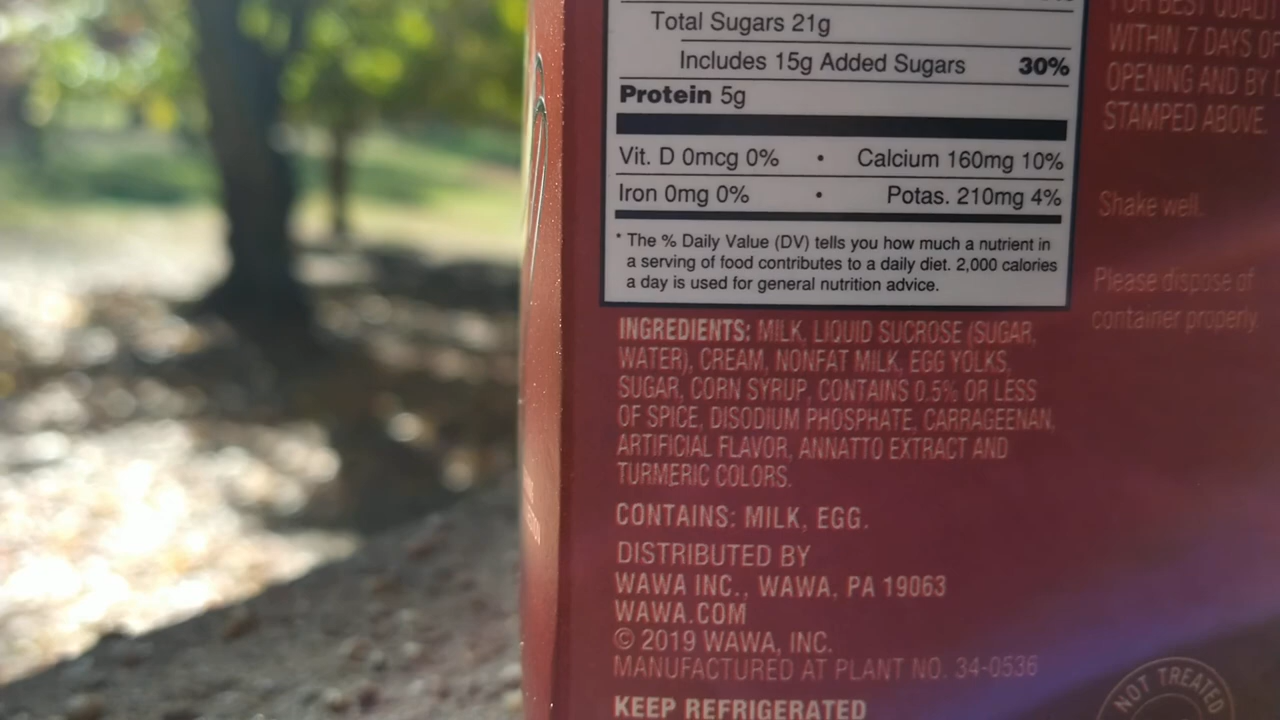 Total Sugars 21g
Includes 15g Added Sugars 30%
Protein 5g
Vit. D 0mcg 0% • Calcium 160mg 10%
Iron 0mg 0% • Potas. 210mg 4%
* The % Daily Value (DV) tells you how much a nutrient in
a serving of food contributes to a daily diet. 2,000 calories
a day is used for general nutrition advice.
INGREDIENTS: MILK, LIQUID SUCROSE (SUGAR,
WATER), CREAM, NONFAT MILK, EGG YOLKS,
SUGAR, CORN SYRUP, CONTAINS 0.5% OR LESS
OF SPICE, DISODIUM PHOSPHATE, CARRAGEENAN,
ARTIFICIAL FLAVOR, ANNATTO EXTRACT AND
TURMERIC COLORS.
CONTAINS: MILK, EGG.
DISTRIBUTED BY
WAWA INC., WAWA, PA 19063
WAWA.COM
© 2019 WAWA, INC.
MANUFACTURED AT PLANT NO. 34-0536
KEEP REFRIGERATED
FOR BEST
WITHIN 7 DAYS OF
OPENING AND BY
STAMPED ABOVE.
Shake well.
Please dispose of
container properly.
NOT TREATED